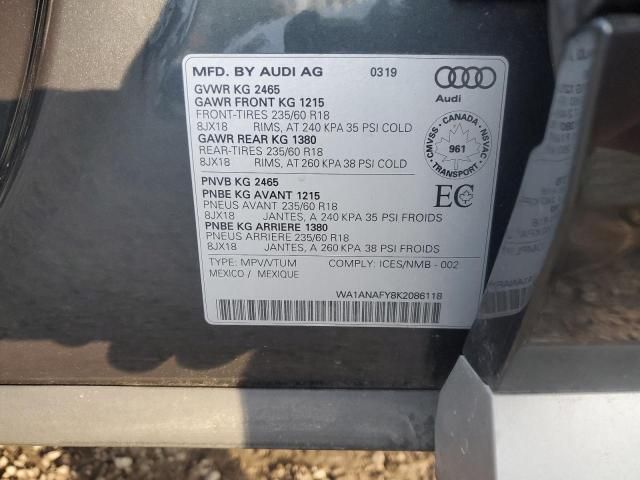 MFD. BY AUDI AG 0319
Audi
GVWR KG 2465
GAWR FRONT KG 1215
FRONT-TIRES 235/60 R18
8JX18 RIMS, AT 240 KPA 35 PSI COLD
GAWR REAR KG 1380
REAR-TIRES 235/60 R18
8JX18 RIMS, AT 260 KPA 38 PSI COLD
CMVSS - CANADA - NSVAC
961
TRANSPORT
EC
PNVB KG 2465
PNBE KG AVANT 1215
PNEUS AVANT 235/60 R18
8JX18 JANTES, A 240 KPA 35 PSI FROIDS
PNBE KG ARRIERE 1380
PNEUS ARRIERE 235/60 R18
8JX18 JANTES, A 260 KPA 38 PSI FROIDS
TYPE: MPV/VTUM COMPLY: ICES/NMB - 002
MEXICO / MEXIQUE
WA1ANAFY8K2086118